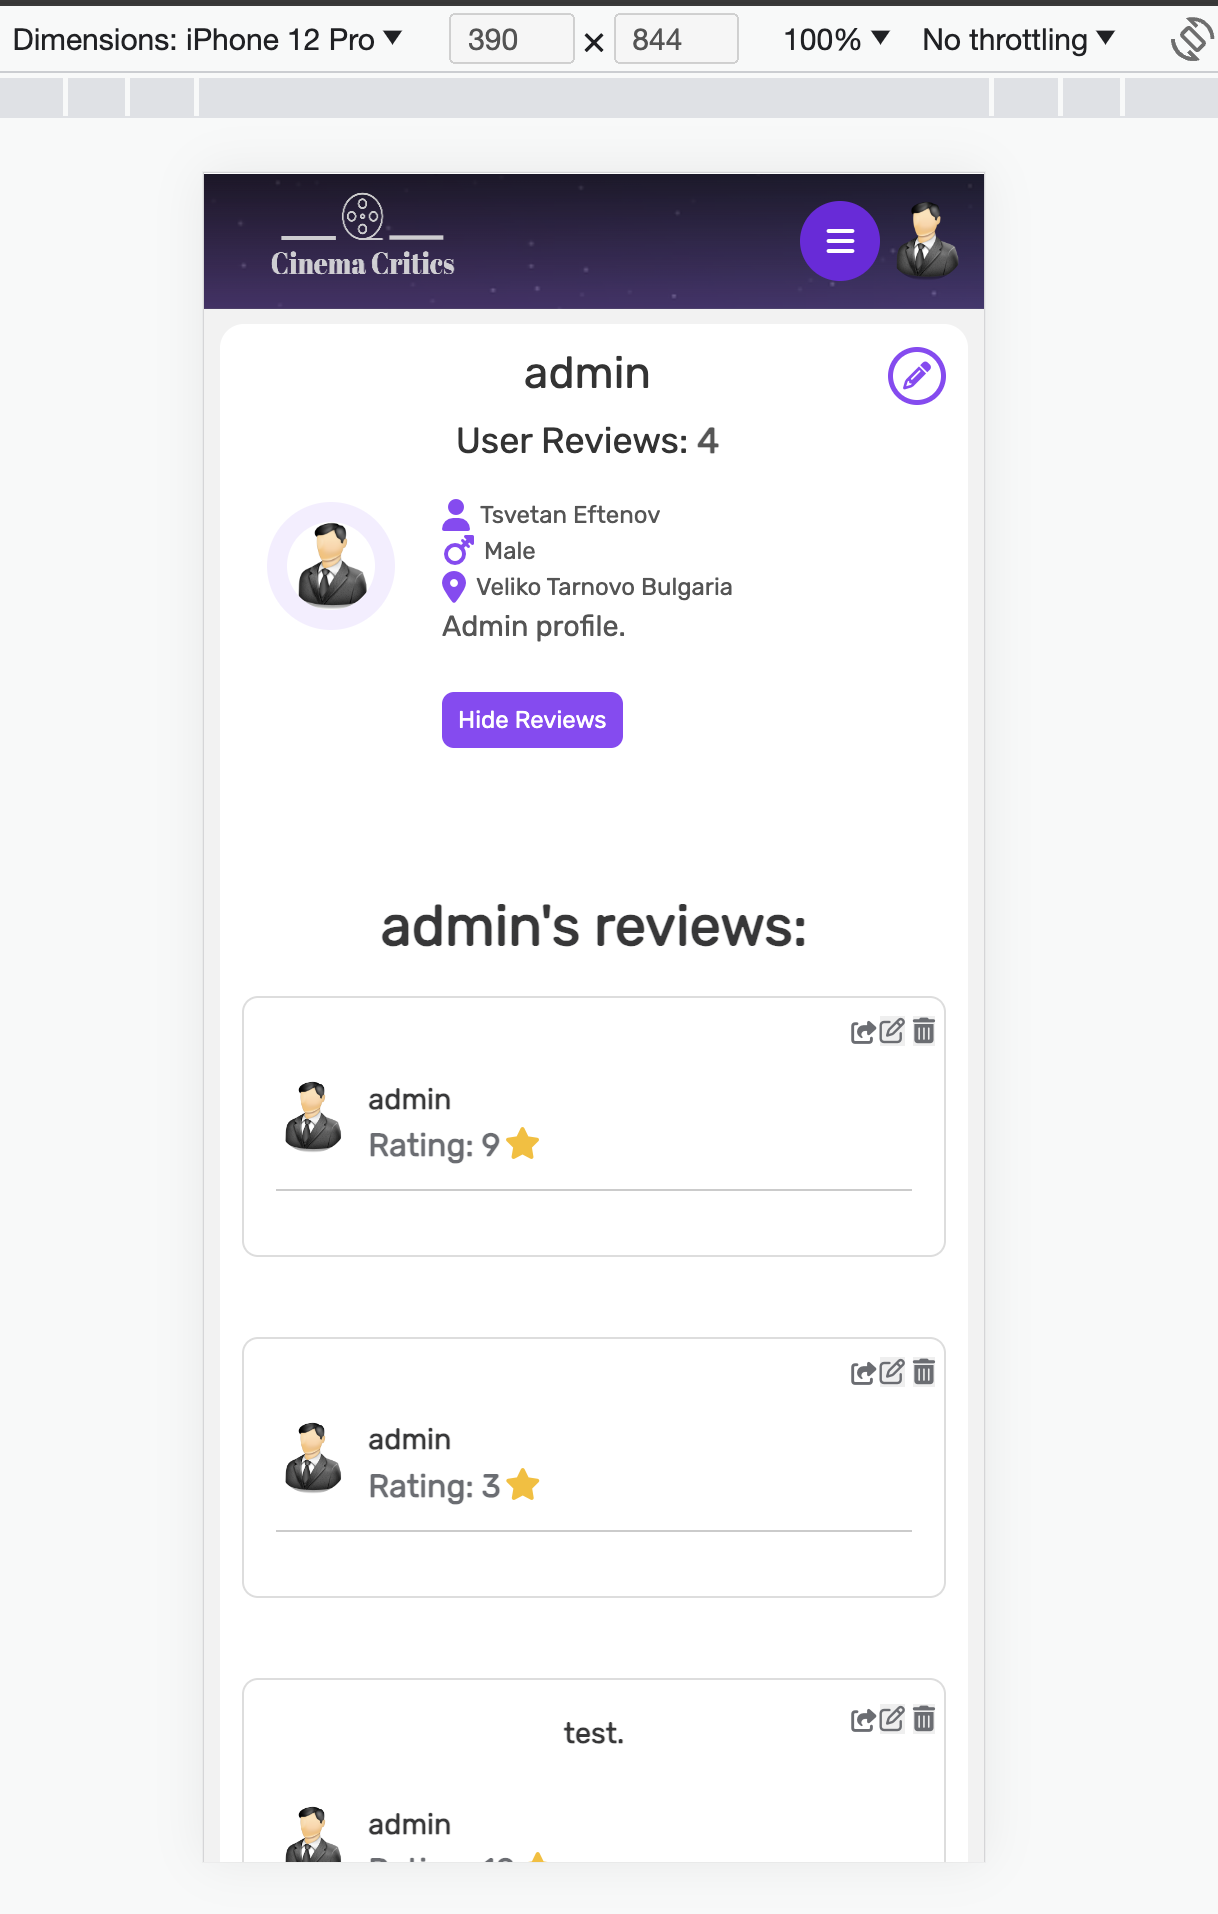 Dimensions: iPhone 12 Pro ▼ 390 × 844 100% ▼ No throttling ▼
Cinema Critics
admin
User Reviews: 4
Tsvetan Eftenov
Male
Veliko Tarnovo Bulgaria
Admin profile.
Hide Reviews
admin's reviews:
admin
Rating: 9
admin
Rating: 3
test.
admin